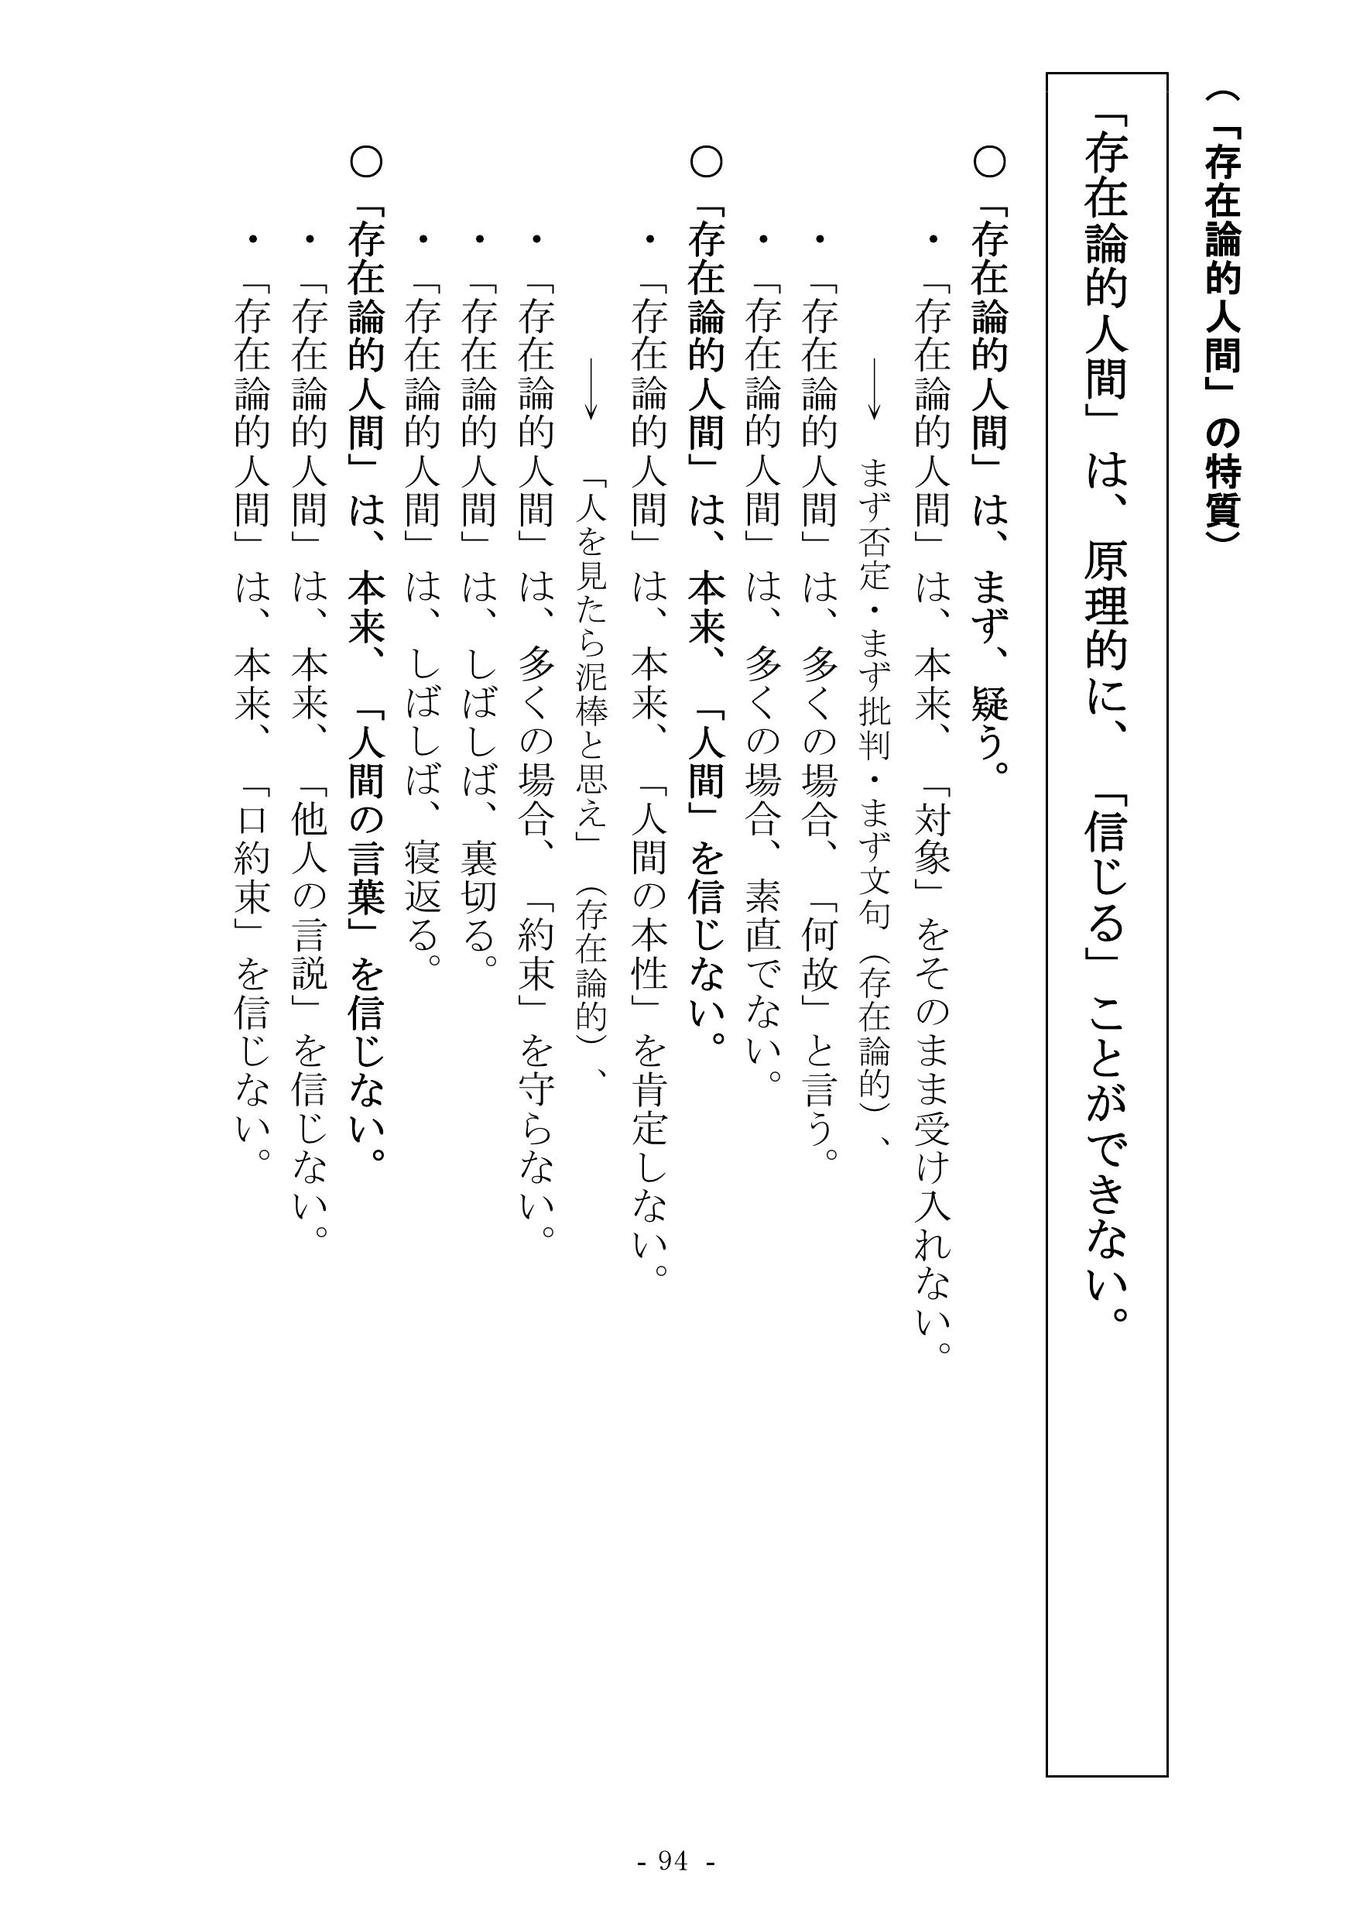 （「存在論的人間」の特質）
「存在論的人間」は、原理的に、「信じる」ことができない。
○「存在論的人間」は、まず、疑う。
・「存在論的人間」は、本来、「対象」をそのまま受け入れない。
→　まず否定・まず批判・まず文句（存在論的）、
・「存在論的人間」は、多くの場合、「何故」と言う。
・「存在論的人間」は、多くの場合、素直でない。
○「存在論的人間」は、本来、「人間」を信じない。
・「存在論的人間」は、本来、「人間の本性」を肯定しない。
→　「人を見たら泥棒と思え」（存在論的）、
・「存在論的人間」は、多くの場合、「約束」を守らない。
・「存在論的人間」は、しばしば、裏切る。
・「存在論的人間」は、しばしば、寝返る。
○「存在論的人間」は、本来、「人間の言葉」を信じない。
・「存在論的人間」は、本来、「他人の言説」を信じない。
・「存在論的人間」は、本来、「口約束」を信じない。
- 94 -